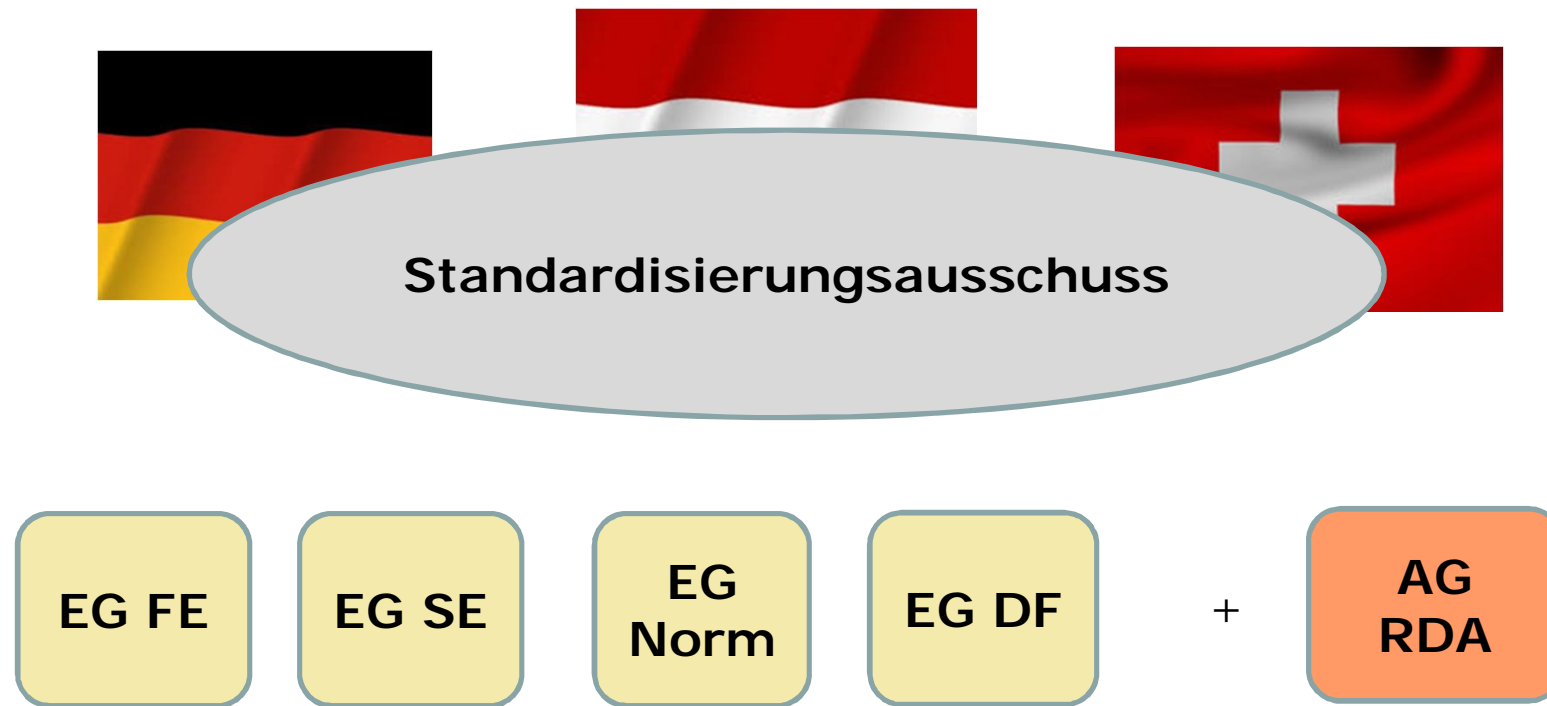 Standardisierungsausschuss
EG FE
EG SE
EG
Norm
EG DF
+
AG
RDA